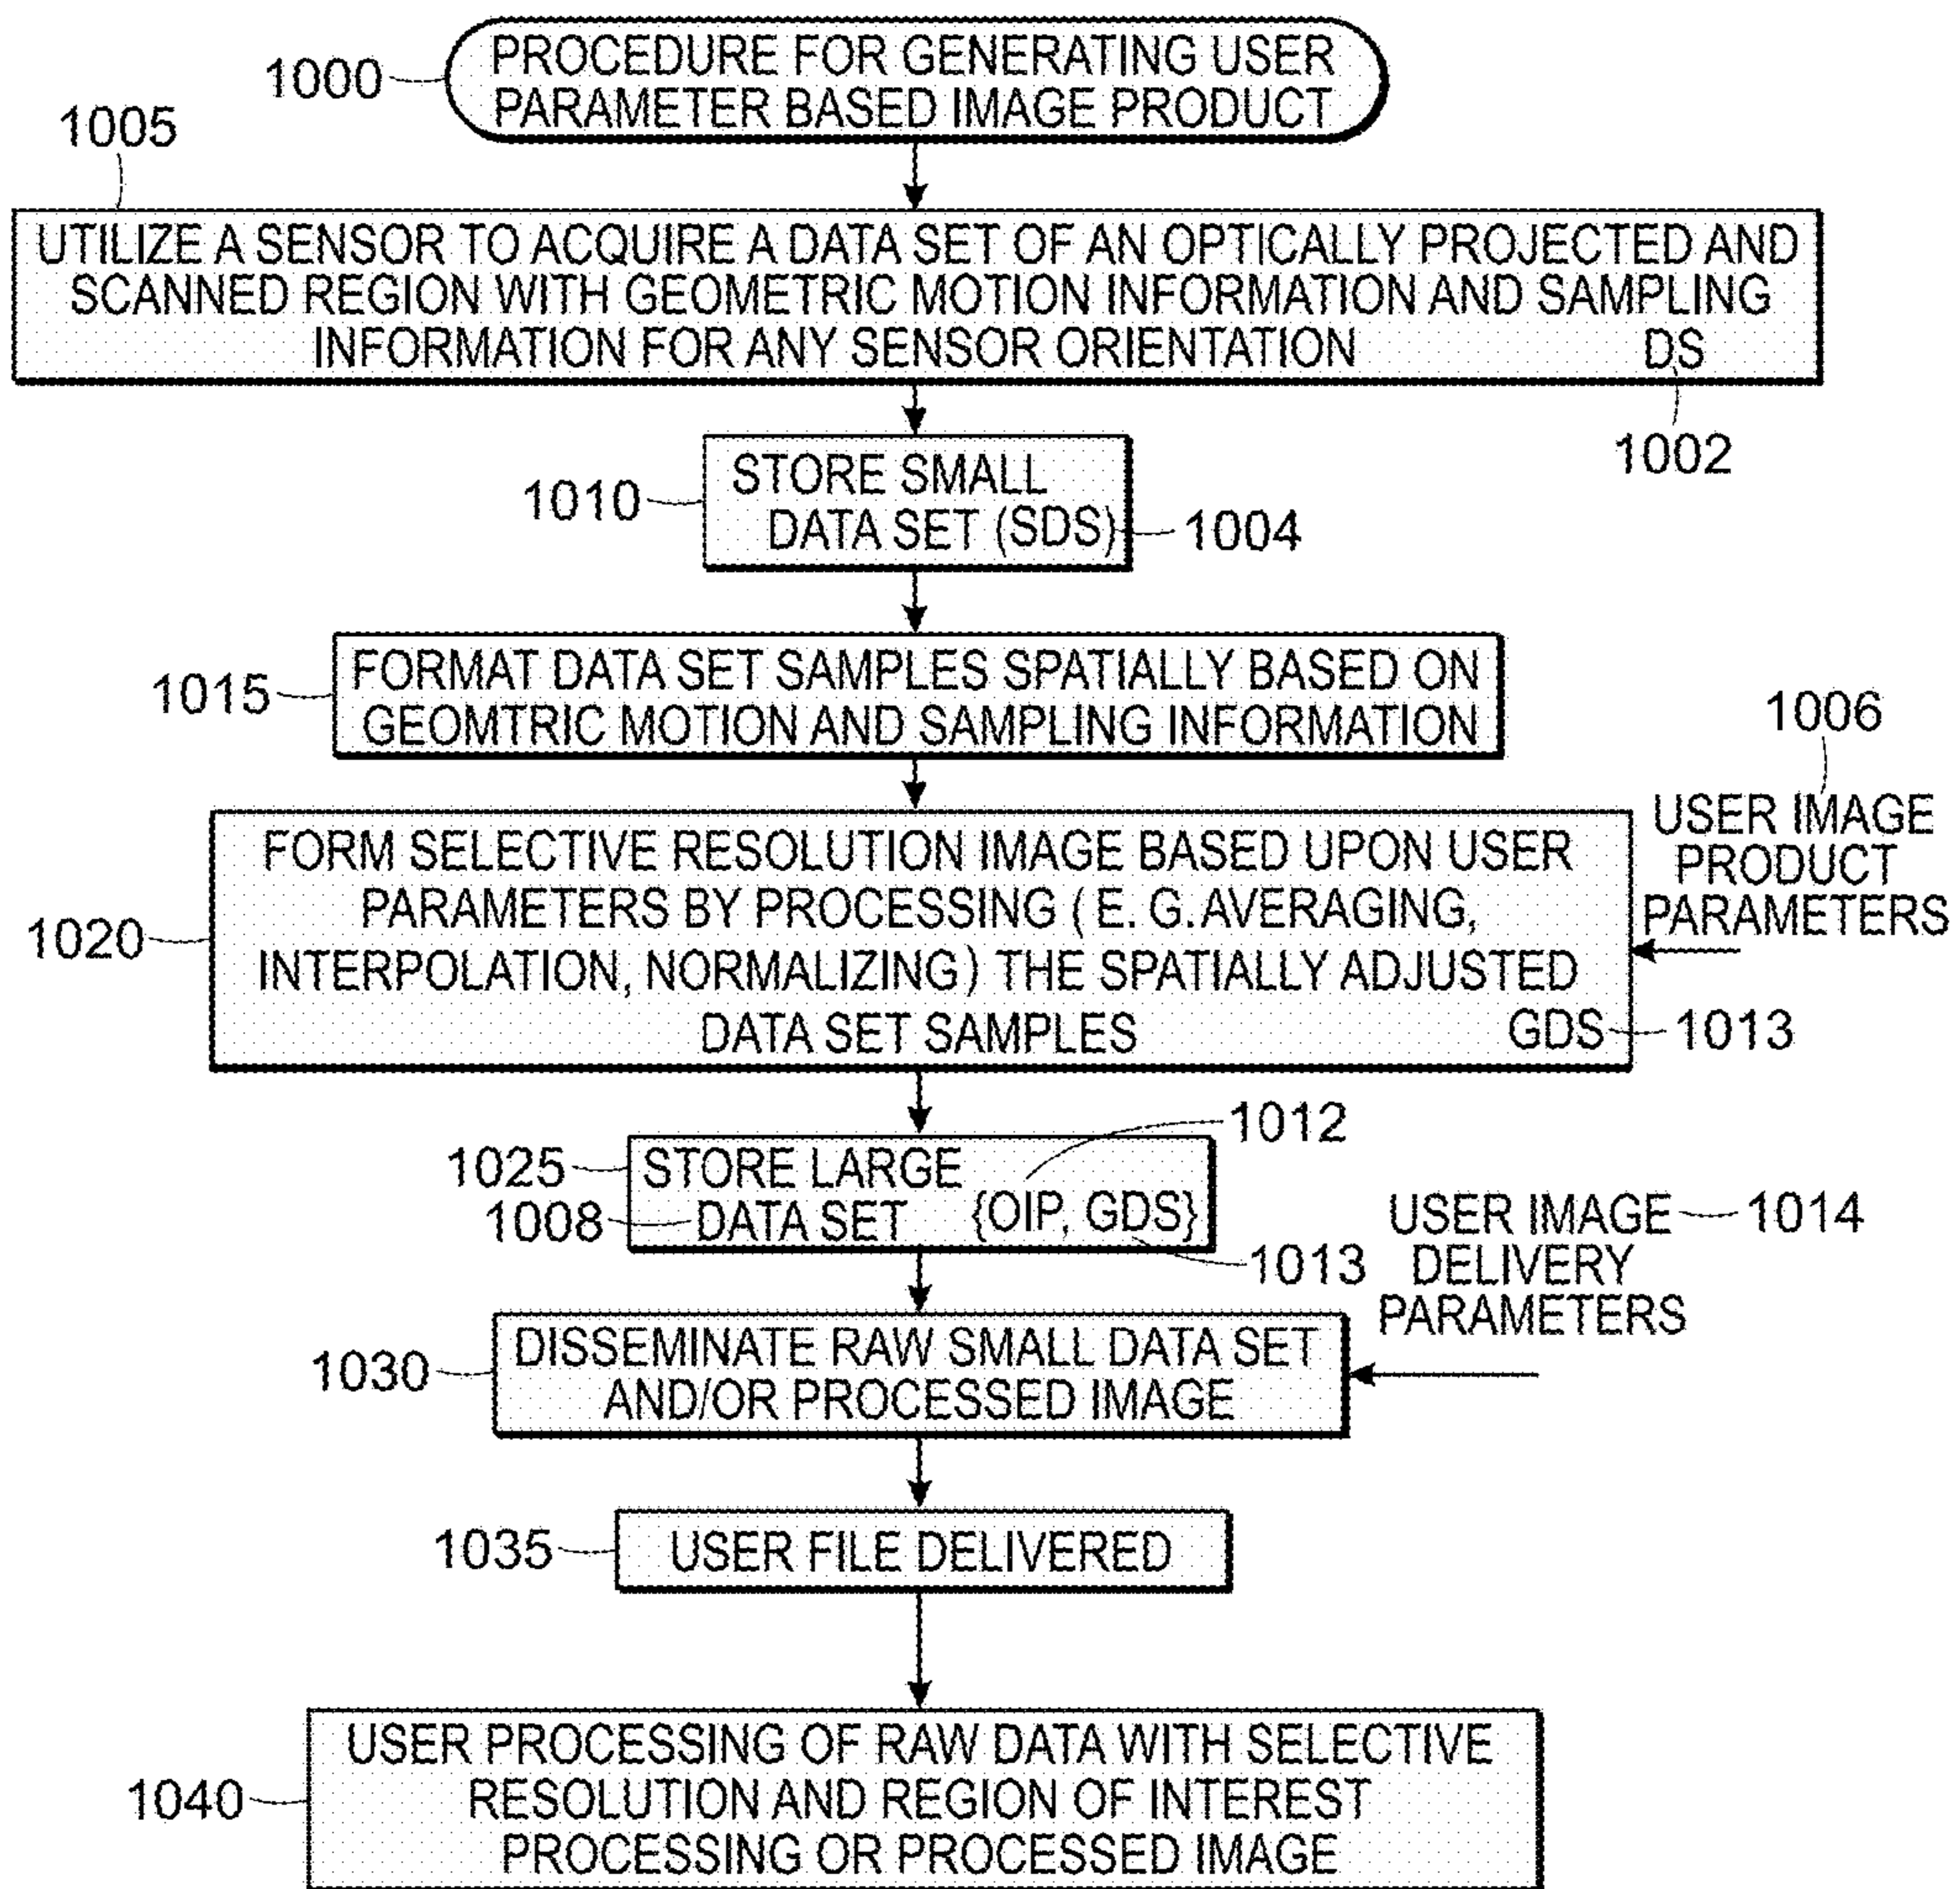 1000
PROCEDURE FOR GENERATING USER
PARAMETER BASED IMAGE PRODUCT
1005
UTILIZE A SENSOR TO ACQUIRE A DATA SET OF AN OPTICALLY PROJECTED AND
SCANNED REGION WITH GEOMETRIC MOTION INFORMATION AND SAMPLING
INFORMATION FOR ANY SENSOR ORIENTATION DS
1002
1010
STORE SMALL
DATA SET (SDS)
1004
1015
FORMAT DATA SET SAMPLES SPATIALLY BASED ON
GEOMTRIC MOTION AND SAMPLING INFORMATION
1006
USER IMAGE
PRODUCT
PARAMETERS
1020
FORM SELECTIVE RESOLUTION IMAGE BASED UPON USER
PARAMETERS BY PROCESSING ( E. G. AVERAGING,
INTERPOLATION, NORMALIZING) THE SPATIALLY ADJUSTED
DATA SET SAMPLES GDS
1013
1012
1025
STORE LARGE
1008
DATA SET {OIP, GDS}
1013
USER IMAGE
1014
DELIVERY
PARAMETERS
1030
DISSEMINATE RAW SMALL DATA SET
AND/OR PROCESSED IMAGE
1035
USER FILE DELIVERED
1040
USER PROCESSING OF RAW DATA WITH SELECTIVE
RESOLUTION AND REGION OF INTEREST
PROCESSING OR PROCESSED IMAGE